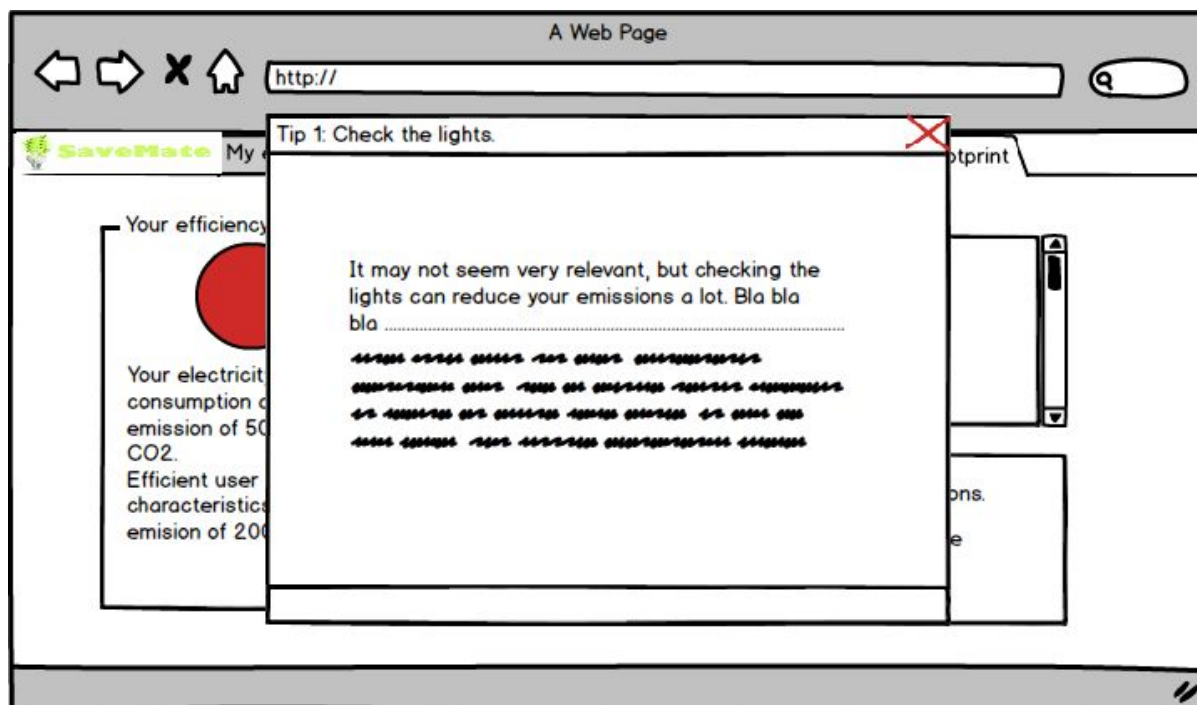 A Web Page
http://
Tip 1: Check the lights.
SaveMate
My
otprint
Your efficiency
It may not seem very relevant, but checking the
lights can reduce your emissions a lot. Bla bla
bla ......................................................................
Your electricit
consumption
emission of 50
CO2.
Efficient user
characteristics
emision of 200
ons.
e